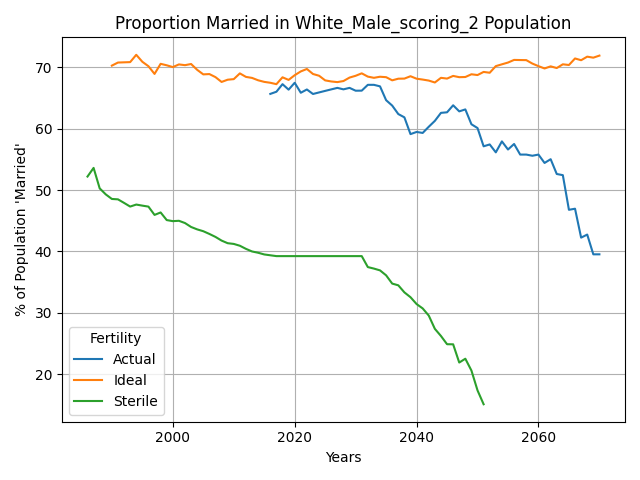 Proportion Married in White_Male_scoring_2 Population
% of Population 'Married'
70
60
50
40
30
20
Fertility
Actual
Ideal
Sterile
2000
2020
2040
2060
Years